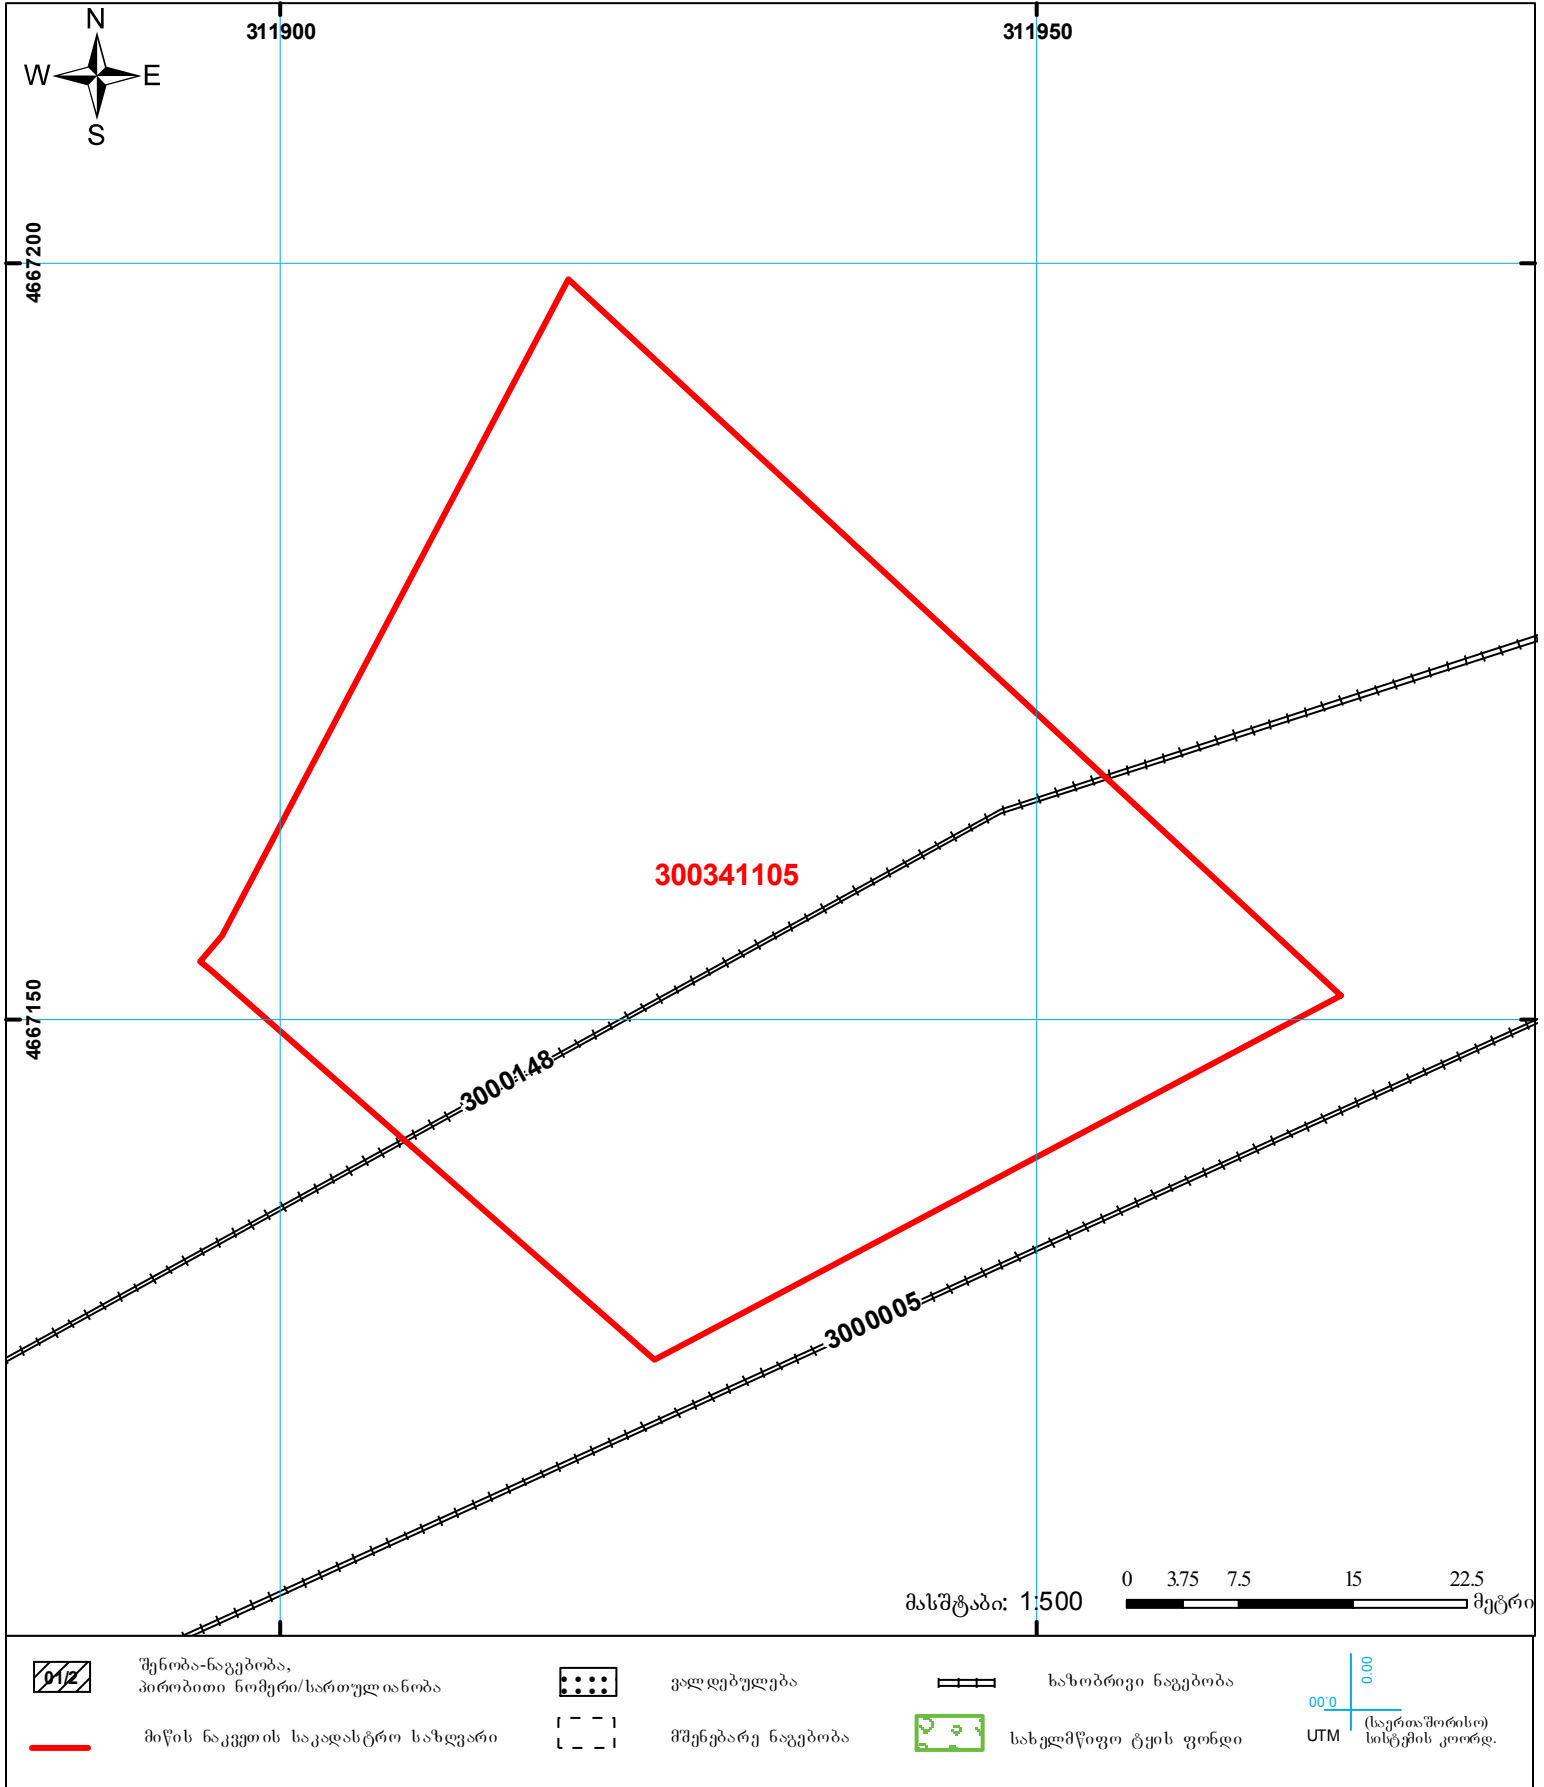 N
W E
S
311900
311950
4667200
4667150
300341105
3000148
3000005
მასშტაბი: 1:500
0 3.75 7.5 15 22.5
მეტრი
01/2
შენობა-ნაგებობა,
პირობითი ნომერი/სართულიანობა
ვალდებულება
ხაზობრივი ნაგებობა
მიწის ნაკვეთის საკადასტრო საზღვარი
მშენებარე ნაგებობა
სახელმწიფო ტყის ფონდი
0.00
0.00
UTM
(საერთაშორისო)
სისტემის კოორდ.